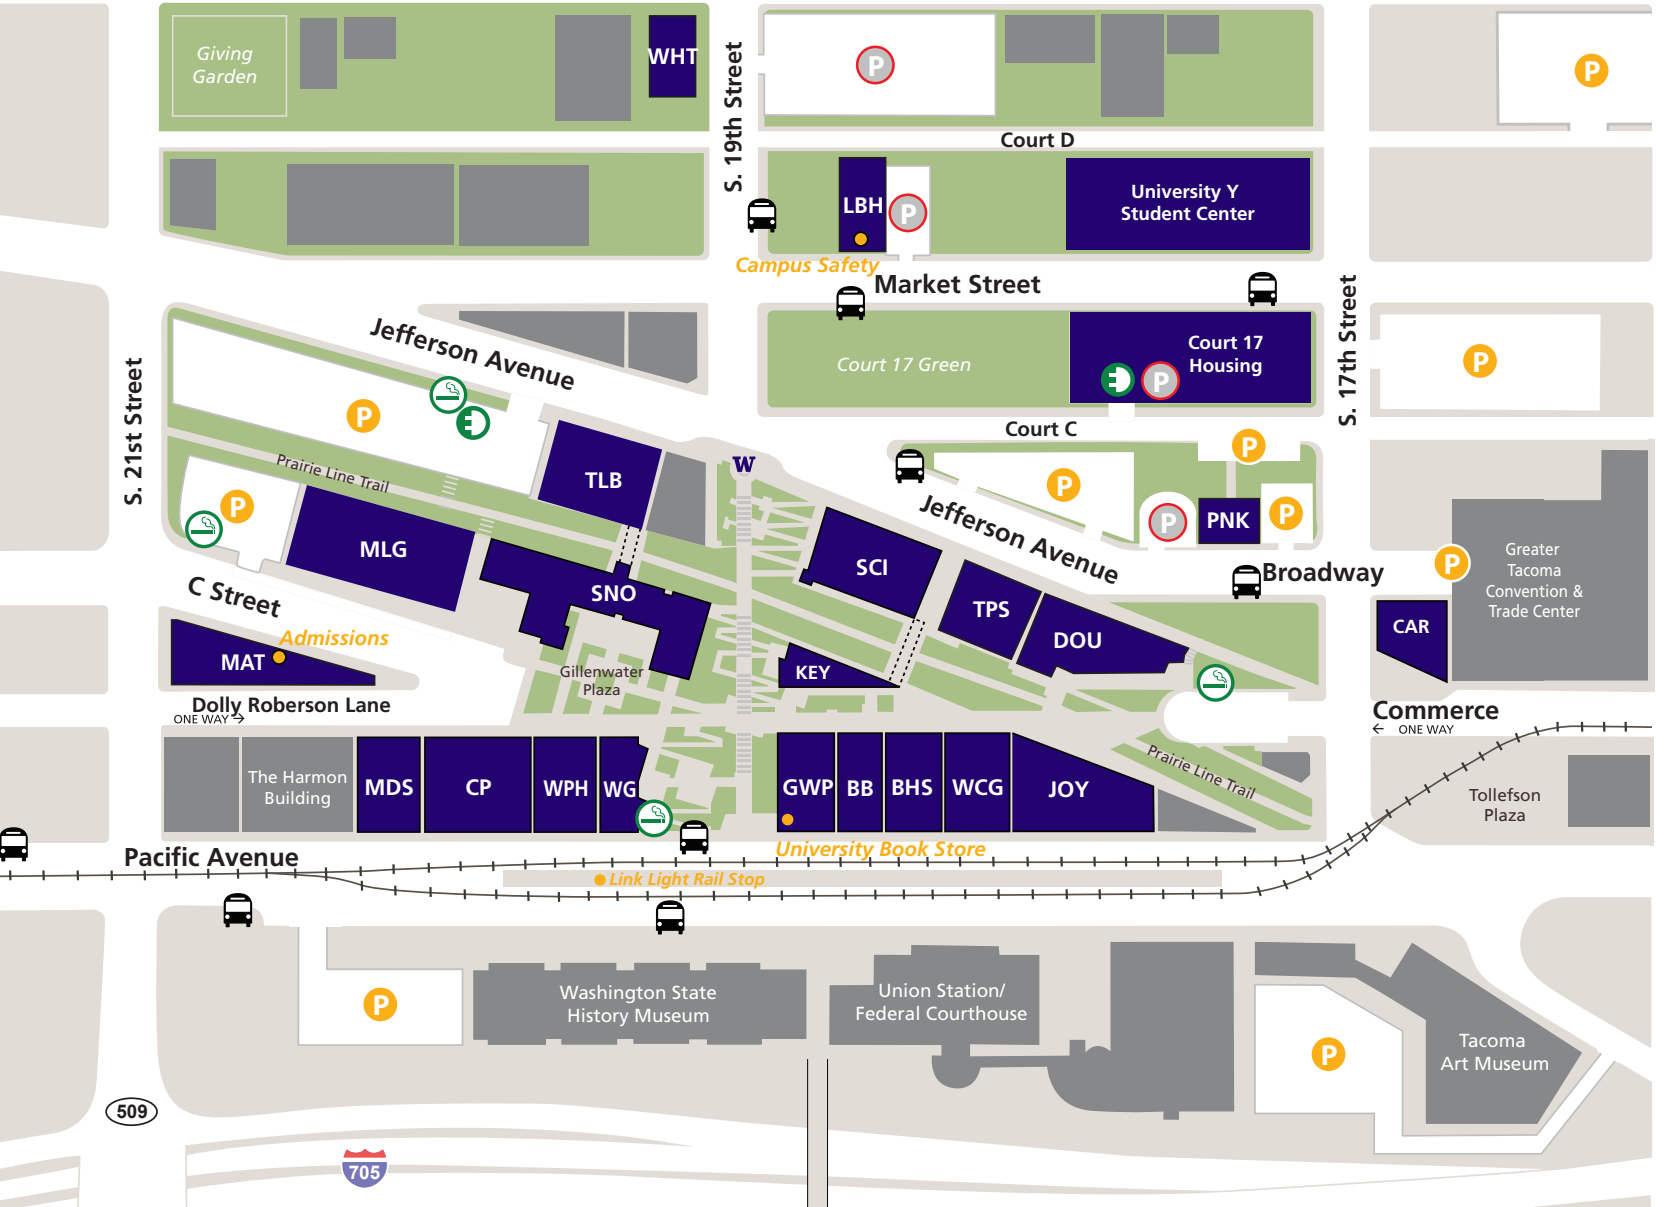 Giving
Garden
WHT
P
P
S. 19th Street
Court D
LBH
P
University Y
Student Center
Campus Safety
Market Street
Jefferson Avenue
Court 17 Green
Court 17
Housing
P
S. 17th Street
P
S. 21st Street
P
Court C
P
Prairie Line Trail
TLB
W
P
P
Jefferson Avenue
P
PNK
P
MLG
C Street
SNO
SCI
Broadway
P
Greater
Tacoma
Convention &
Trade Center
TPS
DOU
CAR
Admissions
MAT
Gillenwater
Plaza
KEY
Dolly Roberson Lane
ONE WAY →
Commerce
← ONE WAY
The Harmon
Building
MDS
CP
WPH
WG
GWP
BB
BHS
WCG
JOY
Prairie Line Trail
Tollefson
Plaza
Pacific Avenue
University Book Store
Link Light Rail Stop
P
Washington State
History Museum
Union Station/
Federal Courthouse
P
Tacoma
Art Museum
509
705